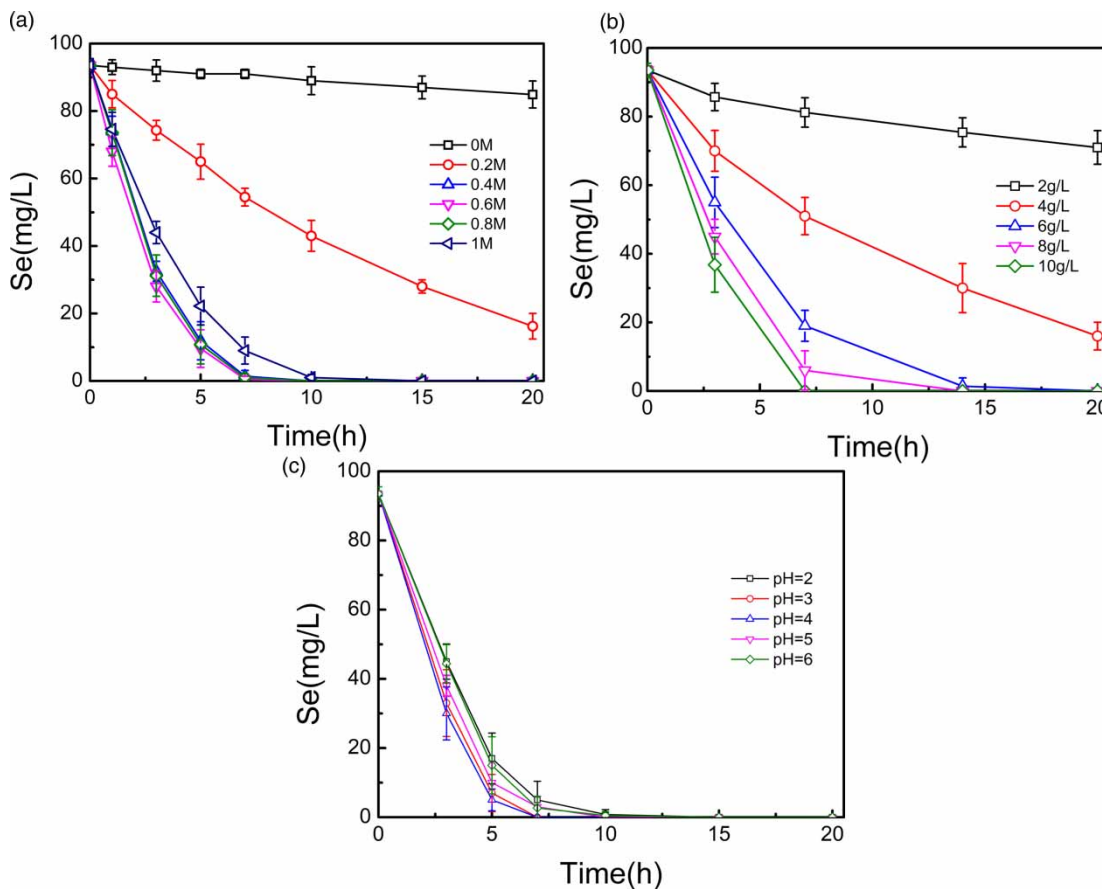 (a)
100
80
60
40
20
0
Se(mg/L)
0M
0.2M
0.4M
0.6M
0.8M
1M
0 5 10 15 20
Time(h)
(b)
100
80
60
40
20
0
Se(mg/L)
2g/L
4g/L
6g/L
8g/L
10g/L
0 5 10 15 20
Time(h)
(c)
100
80
60
40
20
0
Se(mg/L)
pH=2
pH=3
pH=4
pH=5
pH=6
0 5 10 15 20
Time(h)